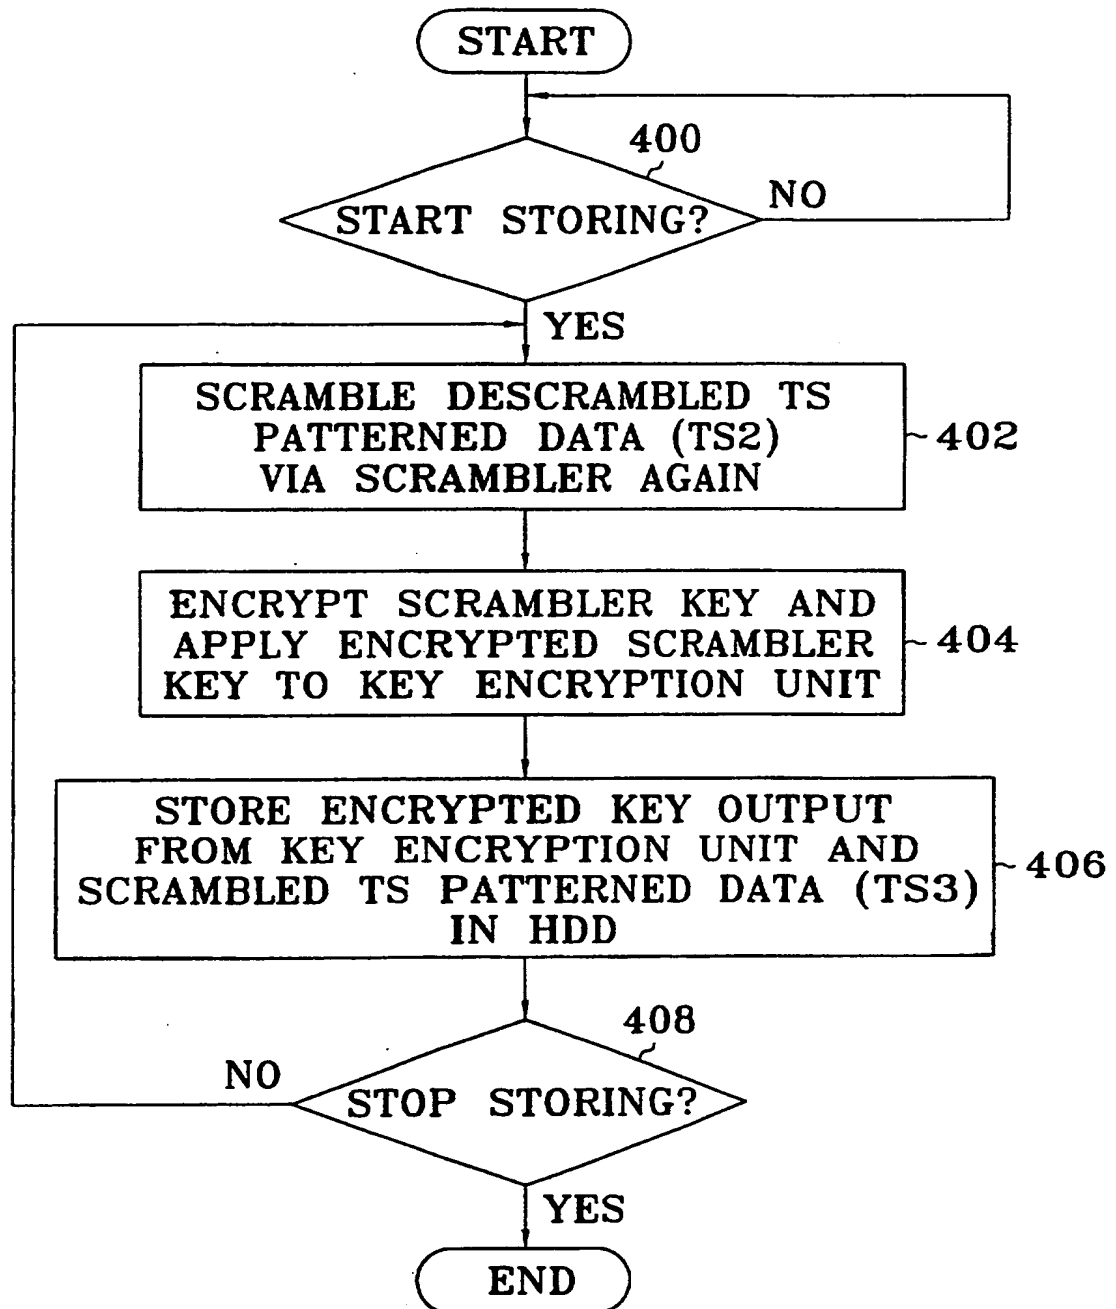 START
400
START STORING?
NO
YES
SCRAMBLE DESCRAMBLED TS
PATTERNED DATA (TS2)
VIA SCRAMBLER AGAIN
402
ENCRYPT SCRAMBLER KEY AND
APPLY ENCRYPTED SCRAMBLER
KEY TO KEY ENCRYPTION UNIT
404
STORE ENCRYPTED KEY OUTPUT
FROM KEY ENCRYPTION UNIT AND
SCRAMBLED TS PATTERNED DATA (TS3)
IN HDD
406
408
NO
STOP STORING?
YES
END